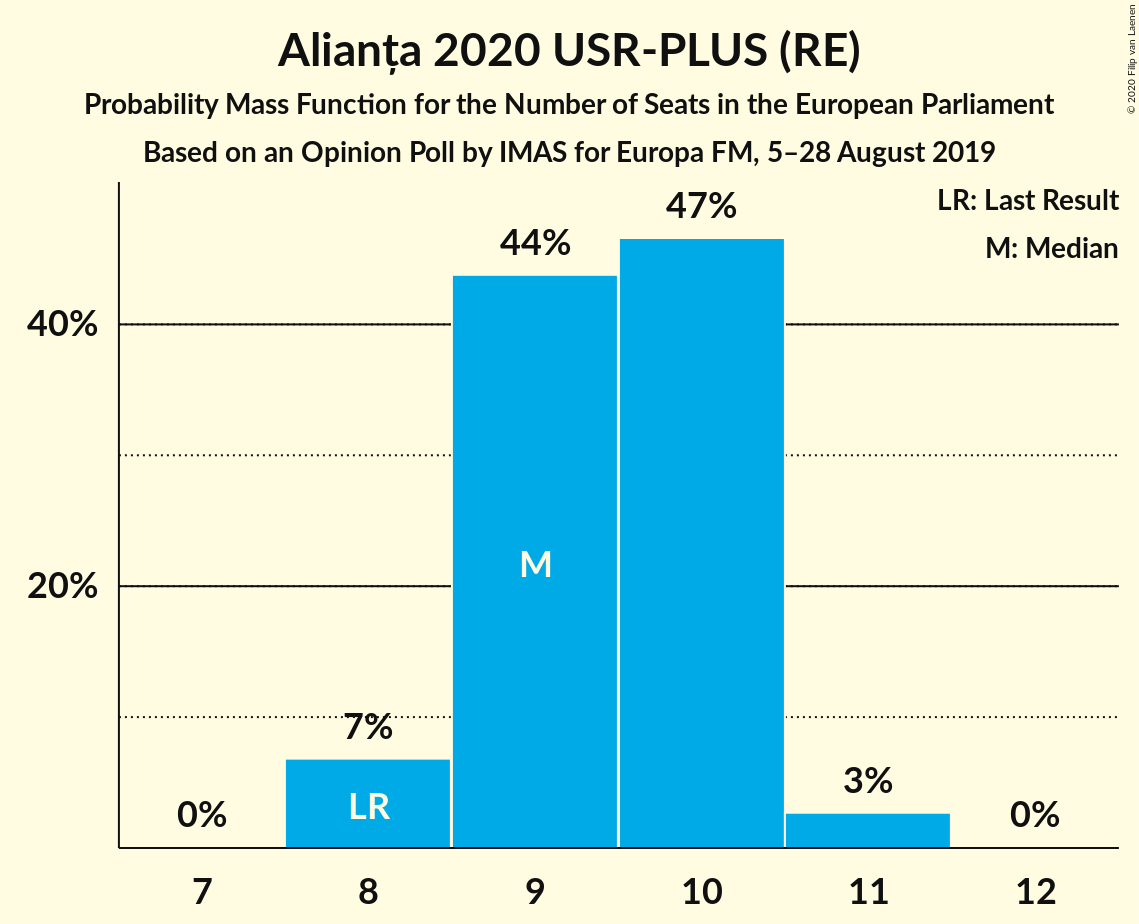 Alianța 2020 USR-PLUS (RE)
Probability Mass Function for the Number of Seats in the European Parliament
Based on an Opinion Poll by IMAS for Europa FM, 5–28 August 2019
© 2020 Filip van Laenen
LR: Last Result
M: Median
47%
44%
40%
M
20%
7%
LR
3%
0%
0%
7 8 9 10 11 12